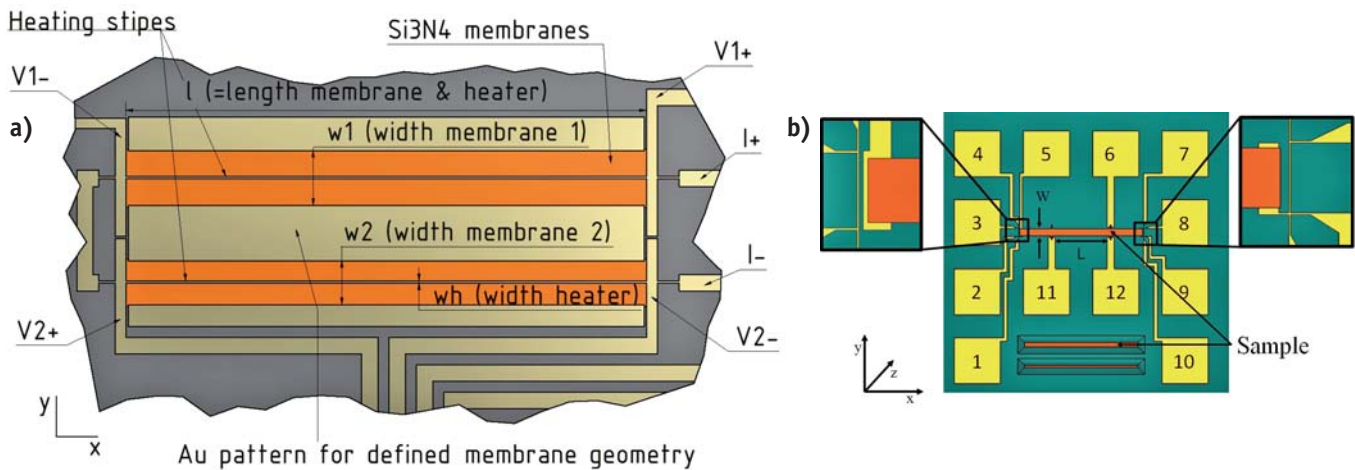 Heating stipes
Si3N4 membranes
V1-
V1+
l (=length membrane & heater)
a)
w1 (width membrane 1)
I+
w2 (width membrane 2)
I-
wh (width heater)
V2+
V2-
y
x
Au pattern for defined membrane geometry
b)
4 5 6 7
W
3 8
L
2 11 12 9
Sample
1 10
y
z
x